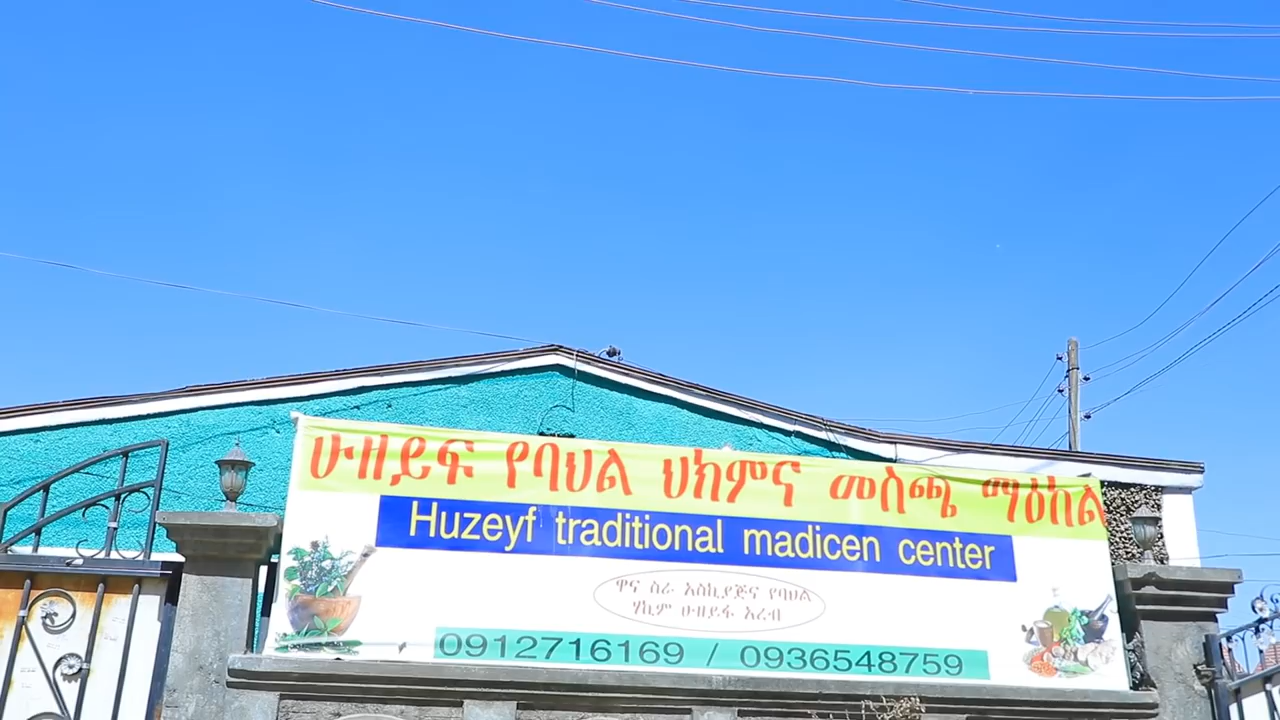 ሁዘይፍ የባህል ህክምና መስጫ ማዕከል
Huzeyf traditional madicen center
ዋና ስራ አስኪያጅና የባህል
ሃኪም ሁዘይፋ አረብ
0912716169 / 0936548759